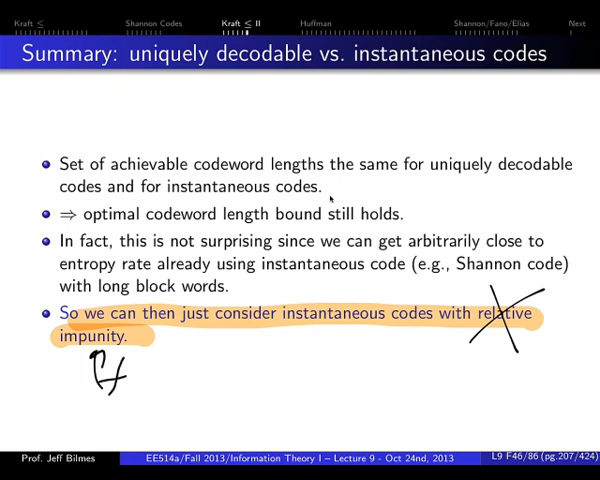 Kraft ≤ Shannon Codes Kraft ≤ II Huffman Shannon/Fano/Elias Next
Summary: uniquely decodable vs. instantaneous codes
Set of achievable codeword lengths the same for uniquely decodable
codes and for instantaneous codes.
⇒ optimal codeword length bound still holds.
In fact, this is not surprising since we can get arbitrarily close to
entropy rate already using instantaneous code (e.g., Shannon code)
with long block words.
So we can then just consider instantaneous codes with relative
impunity.
Prof. Jeff Bilmes EE514a/Fall 2013/Information Theory I – Lecture 9 - Oct 24nd, 2013 L9 F46/86 (pg.207/424)